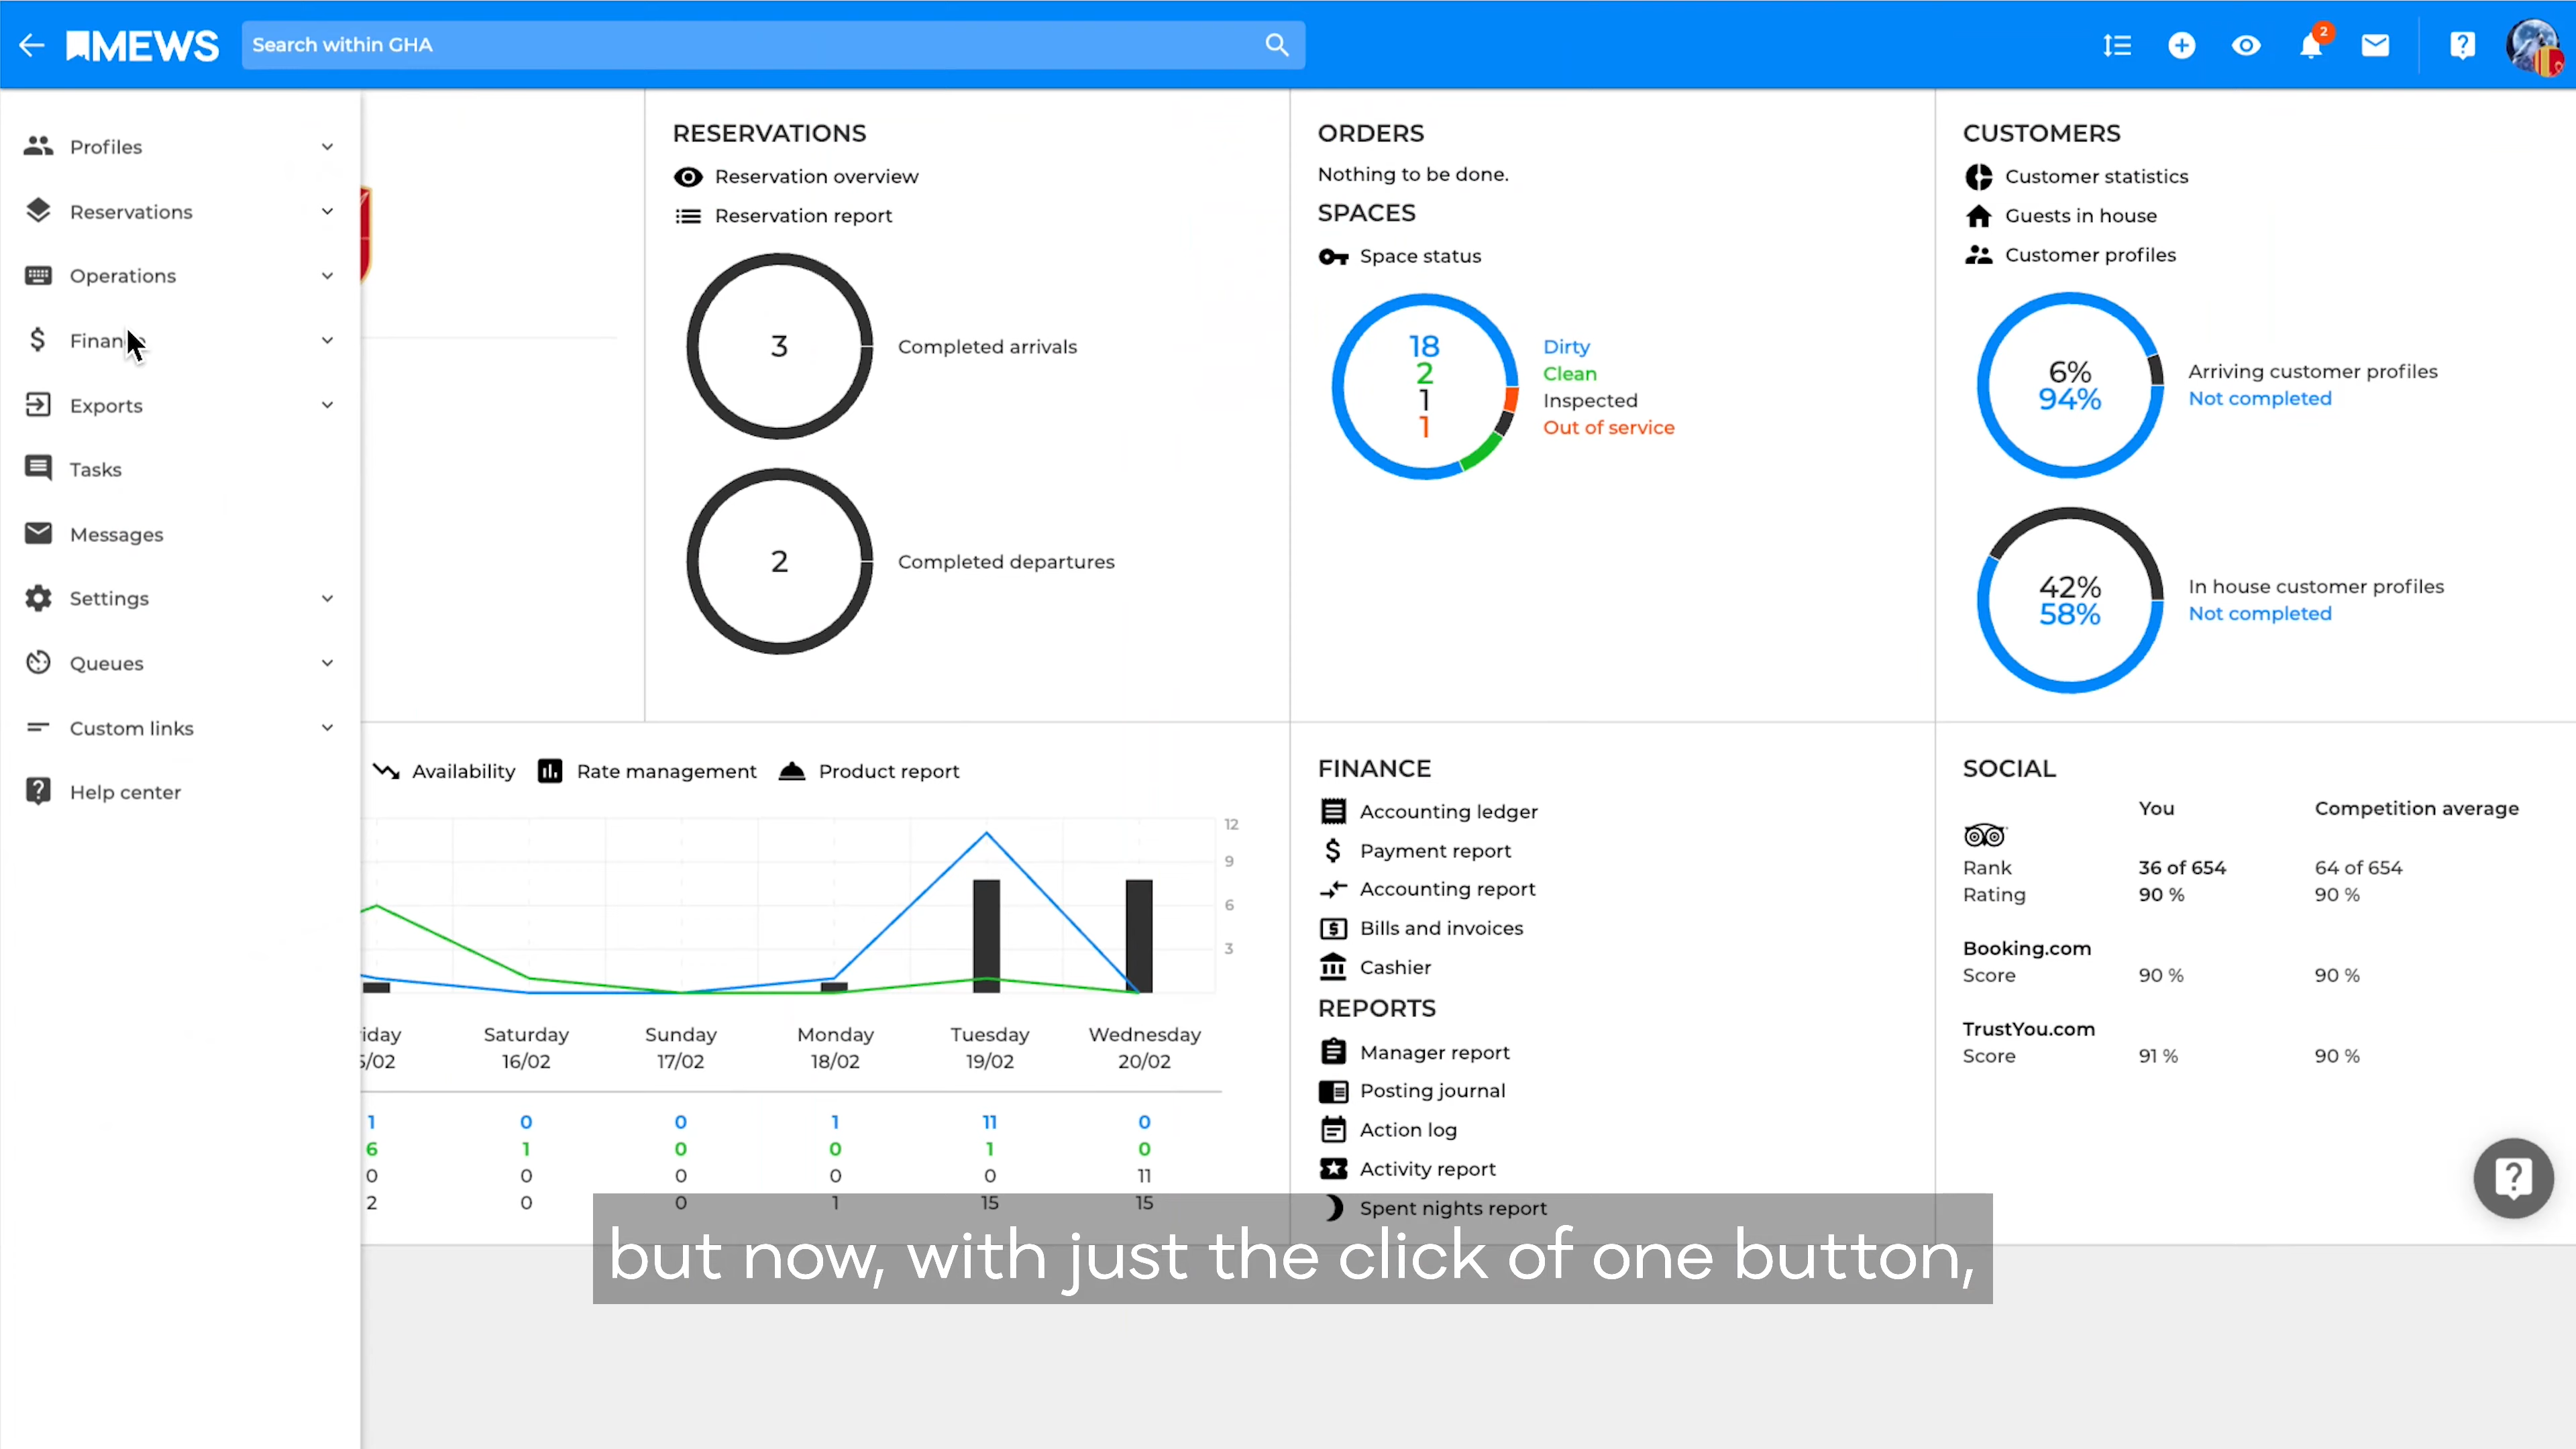 MEWS
Search within GHA
2
Profiles
Reservations
Operations
Exports
Tasks
Messages
Settings
Queues
Custom links
Help center
RESERVATIONS
Reservation overview
Reservation report
3
Completed arrivals
2
Completed departures
ORDERS
Nothing to be done.
SPACES
Space status
18
2
1
1
Dirty
Clean
Inspected
Out of service
CUSTOMERS
Customer statistics
Guests in house
Customer profiles
6%
94%
Arriving customer profiles
Not completed
42%
58%
In house customer profiles
Not completed
Availability Rate management Product report
12
9
6
3
iday Saturday Sunday Monday Tuesday Wednesday
5/02 16/02 17/02 18/02 19/02 20/02
1 0 0 1 11 0
6 1 0 0 1 0
0 0 0 0 0 11
2 0 0 1 15 15
FINANCE
Accounting ledger
Payment report
Accounting report
Bills and invoices
Cashier
REPORTS
Manager report
Posting journal
Action log
Activity report
Spent nights report
SOCIAL
You Competition average
Rank 36 of 654 64 of 654
Rating 90 % 90 %
Booking.com
Score 90 % 90 %
TrustYou.com
Score 91 % 90 %
but now, with just the click of one button,